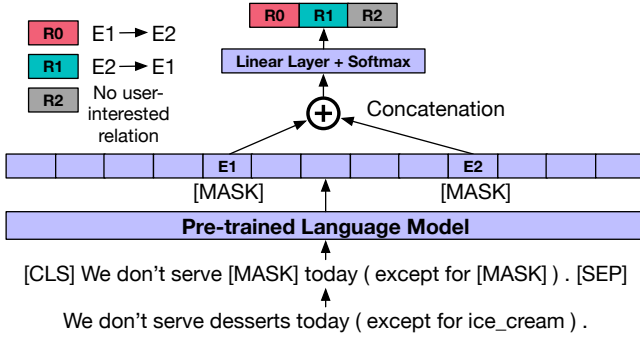 R0 R1 R2
R0 E1 → E2
R1 E2 → E1
R2 No user-
interested
relation
Linear Layer + Softmax
Concatenation
E1 E2
[MASK] [MASK]
Pre-trained Language Model
[CLS] We don't serve [MASK] today ( except for [MASK] ) . [SEP]
We don't serve desserts today ( except for ice_cream ) .